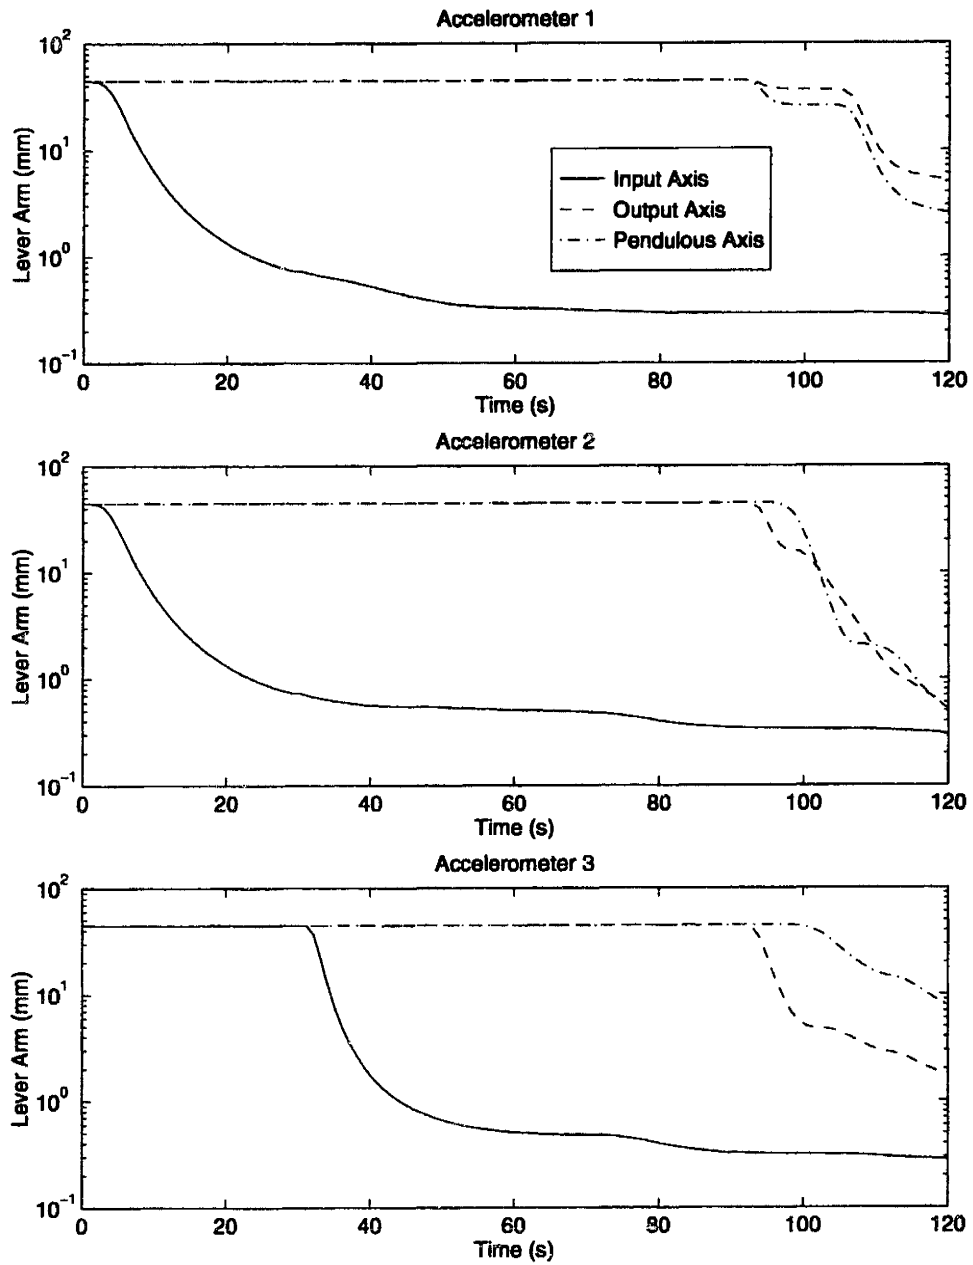 Accelerometer 1
10^2
10^1
10^0
10^-1
Lever Arm (mm)
Input Axis
Output Axis
Pendulous Axis
0 20 40 60 80 100 120
Time (s)
Accelerometer 2
10^2
10^1
10^0
10^-1
Lever Arm (mm)
0 20 40 60 80 100 120
Time (s)
Accelerometer 3
10^2
10^1
10^0
10^-1
Lever Arm (mm)
0 20 40 60 80 100 120
Time (s)